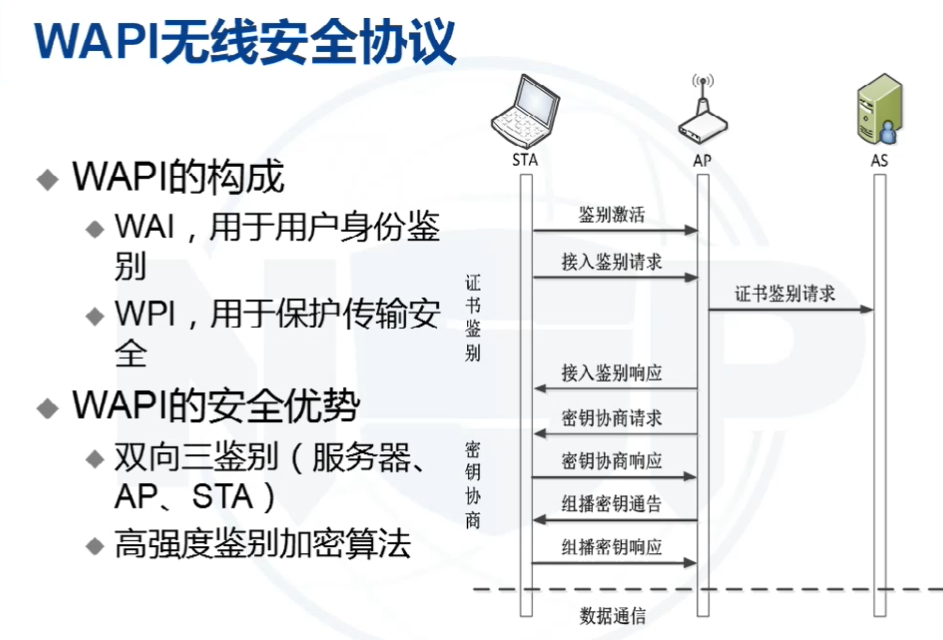 WAPI无线安全协议
WAPI的构成
WAI，用于用户身份鉴
别
WPI，用于保护传输安
全
WAPI的安全优势
双向三鉴别（服务器、
AP、STA）
高强度鉴别加密算法
STA
AP
AS
鉴别激活
接入鉴别请求
证书鉴别请求
证书鉴别
接入鉴别响应
密钥协商请求
密钥协商
密钥协商响应
组播密钥通告
组播密钥响应
数据通信